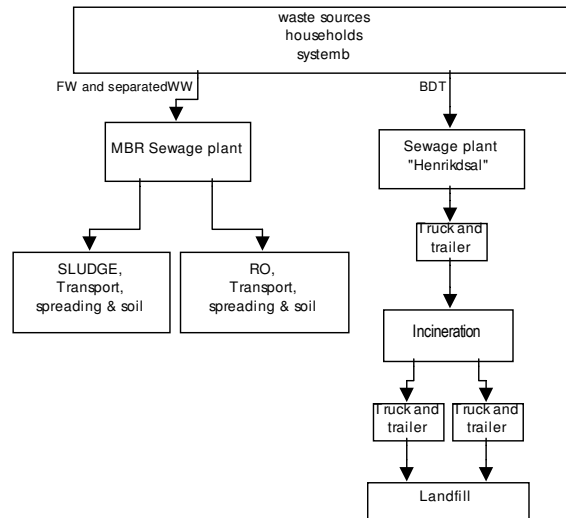 waste sources
households
systemb
FW and separatedWW
BDT
MBR Sewage plant
Sewage plant
"Henrikdsal"
Truck and
trailer
SLUDGE,
Transport,
spreading & soil
RO,
Transport,
spreading & soil
Incineration
Truck and
trailer
Truck and
trailer
Landfill